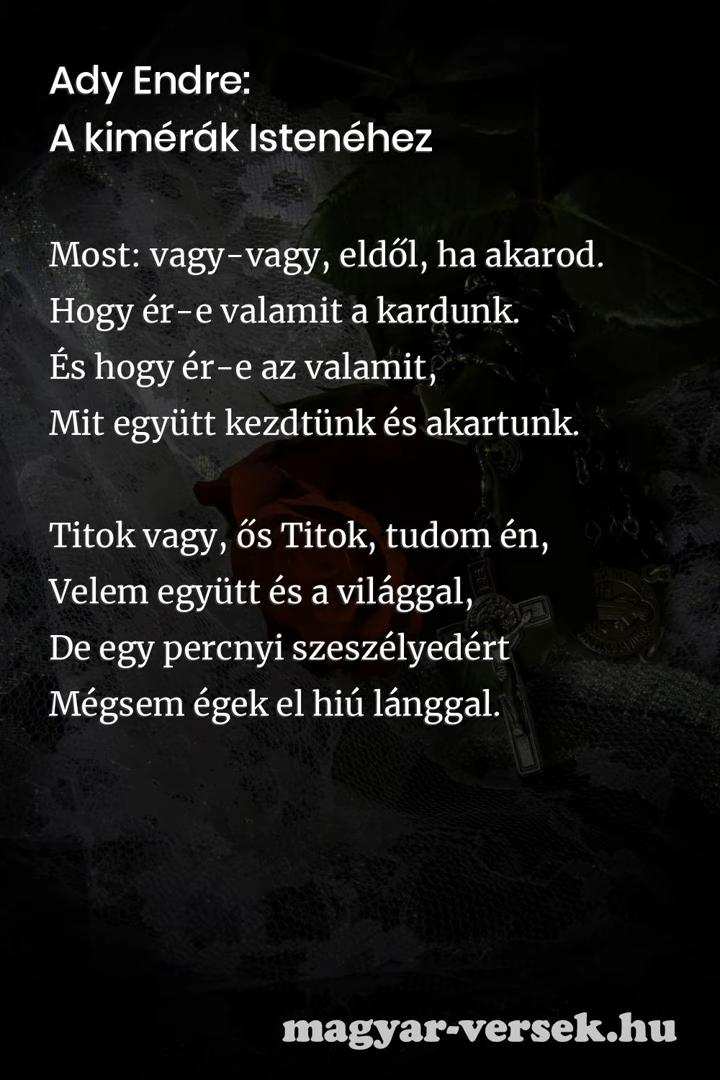 Ady Endre:
A kimérák Istenéhez
Most: vagy-vagy, eldől, ha akarod.
Hogy ér-e valamit a kardunk.
És hogy ér-e az valamit,
Mit együtt kezdtünk és akartunk.
Titok vagy, ős Titok, tudom én,
Velem együtt és a világgal,
De egy percnyi szeszélyedért
Mégsem égek el hiú lánggal.
magyar-versek.hu